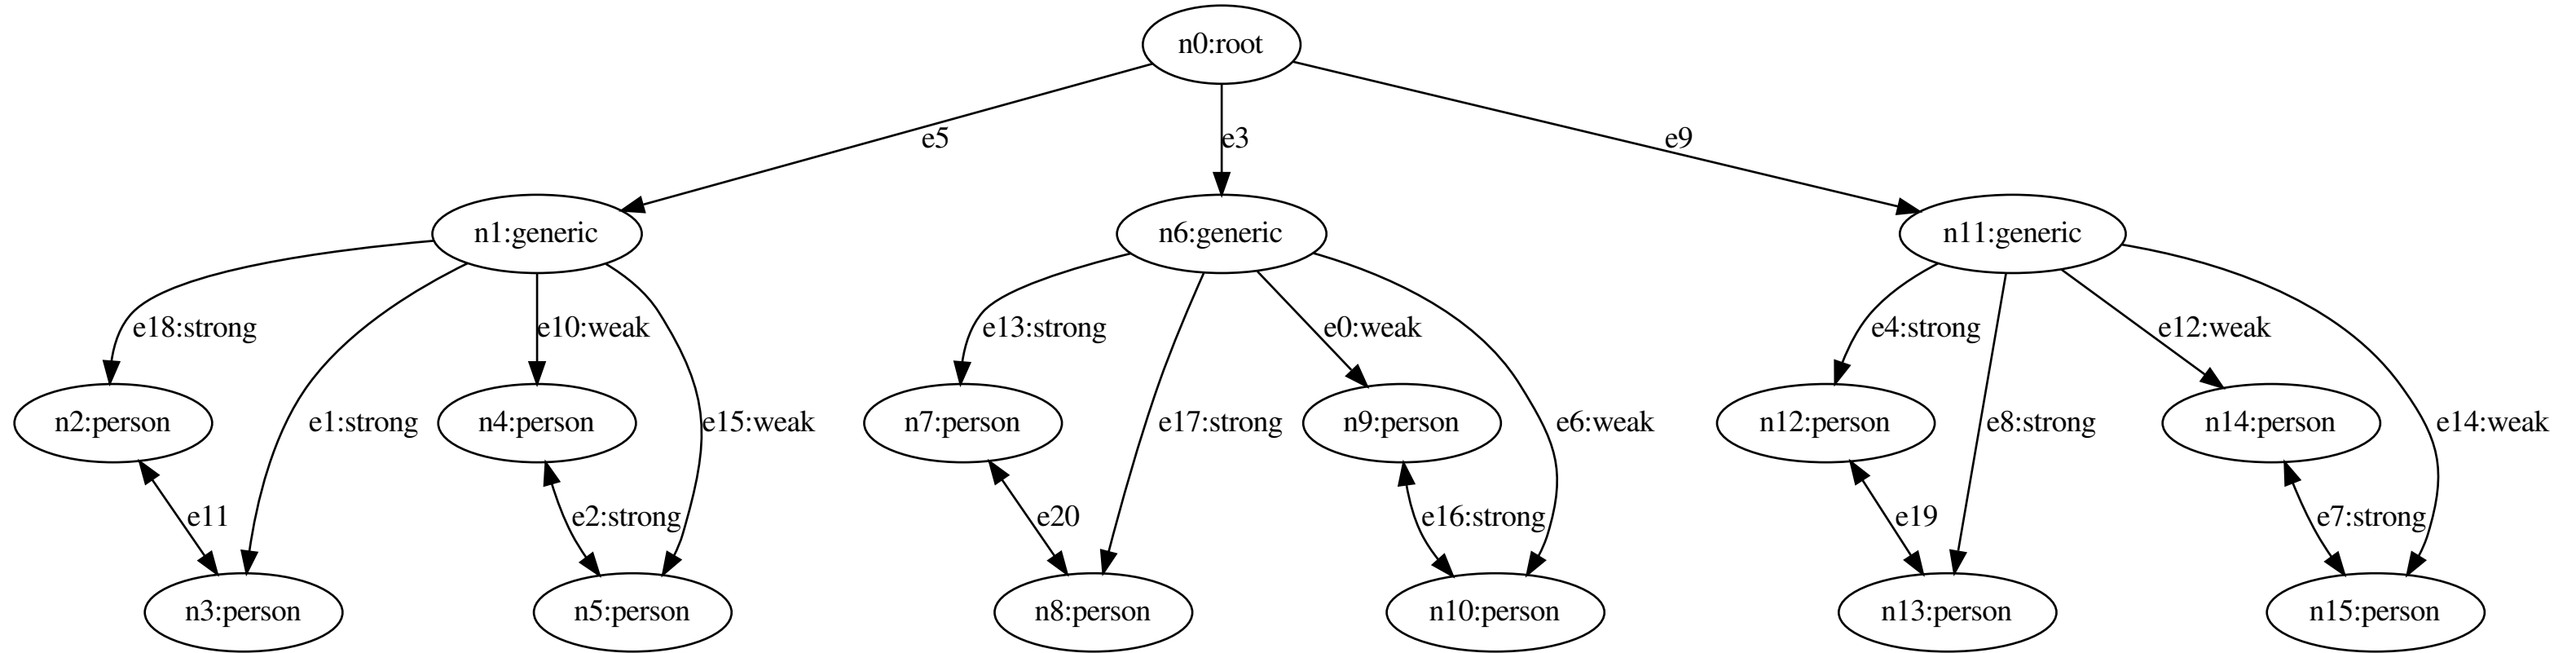 n0:root
e5
e3
e9
n1:generic
n6:generic
n11:generic
e18:strong
e10:weak
e13:strong
e0:weak
e4:strong
e12:weak
n2:person
e1:strong
n4:person
e15:weak
n7:person
e17:strong
n9:person
e6:weak
n12:person
e8:strong
n14:person
e14:weak
e11
e2:strong
e20
e16:strong
e19
e7:strong
n3:person
n5:person
n8:person
n10:person
n13:person
n15:person